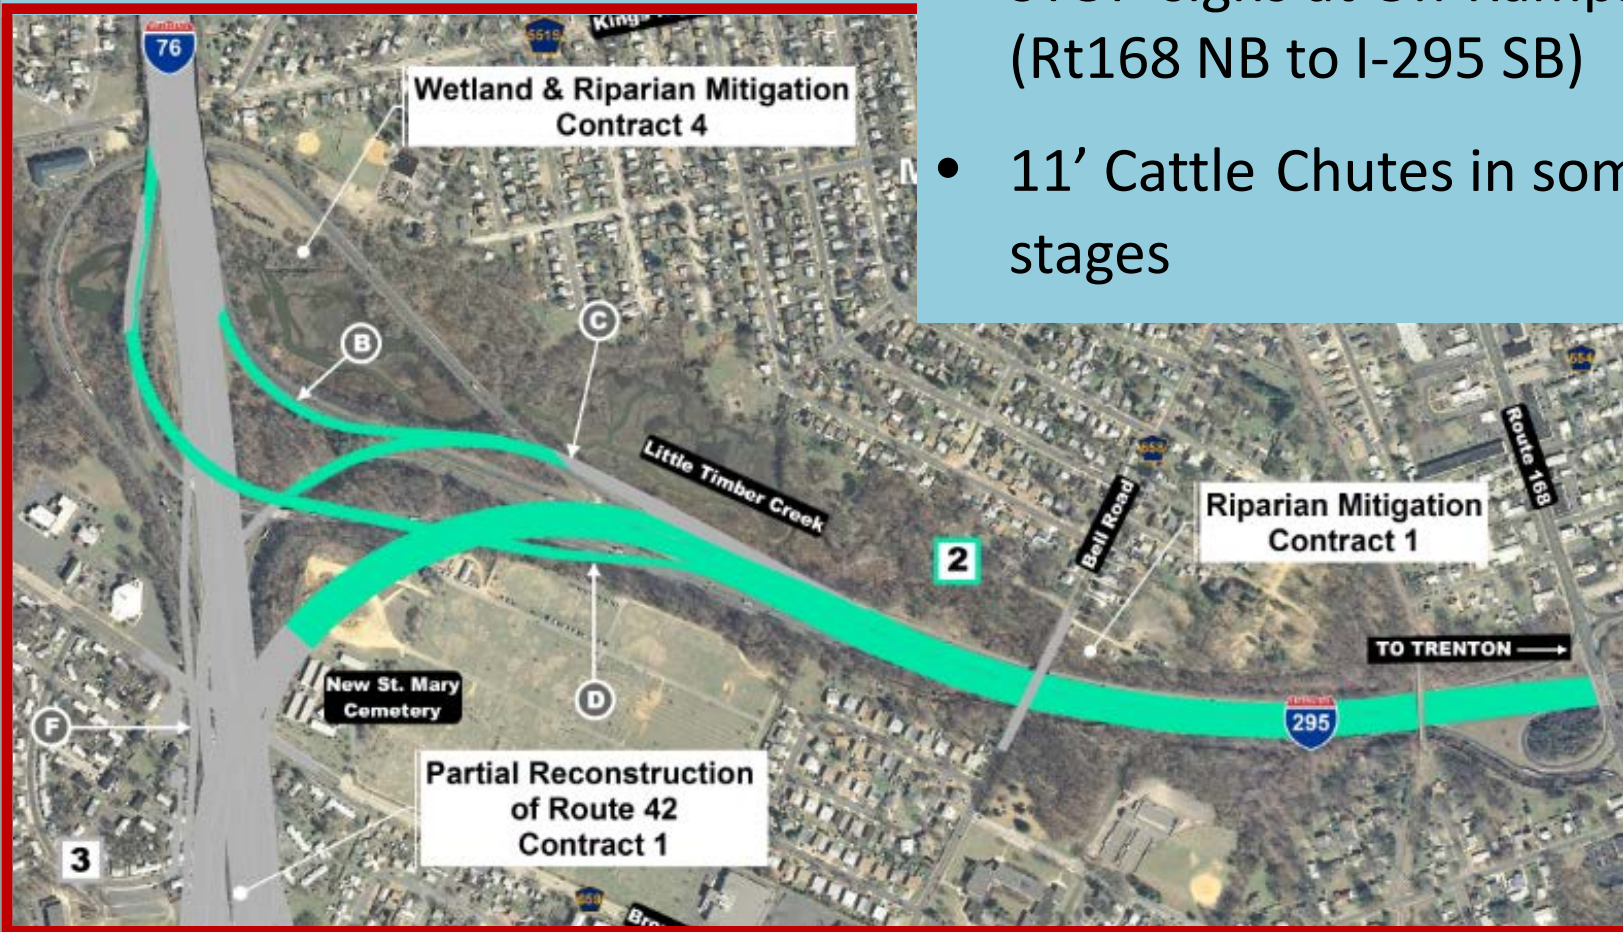 (Rt168 NB to I-295 SB)
• 11’ Cattle Chutes in
stages
76
551S
Wetland & Riparian Mitigation
Contract 4
B
C
Little Timber Creek
Bell Road
Route 168
Riparian Mitigation
Contract 1
2
TO TRENTON
295
New St. Mary
Cemetery
D
F
Partial Reconstruction
of Route 42
Contract 1
3